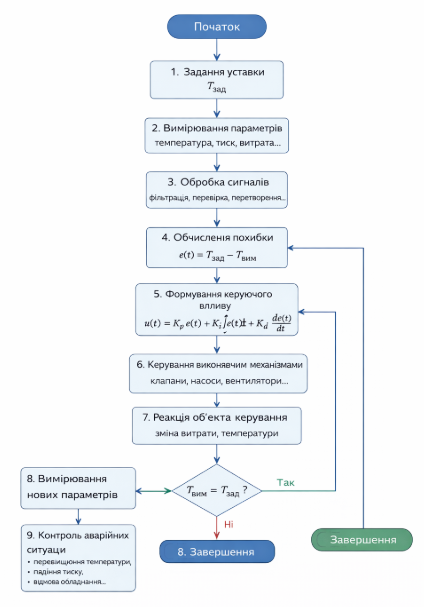 Початок
1. Задання уставки
Tзад
2. Вимірювання параметрів
температура, тиск, витрата...
3. Обробка сигналів
фільтрація, перевірка, перетворення...
4. Обчислення похибки
e(t) = Tзад − Tвим
5. Формування керуючого
впливу
u(t) = Kp e(t) + Ki ∫e(t)dt + Kd de(t)/dt
6. Керування виконавчим механізмами
клапани, насоси, вентилятори...
7. Реакція об'єкта керування
зміна витрати, температури
8. Вимірювання
нових параметрів
Tвим = Tзад ?
Так
Ні
9. Контроль аварійних
ситуаци
• перевищюння температури,
• падіння тиску,
• відмова обладнання...
8. Завершення
Завершення